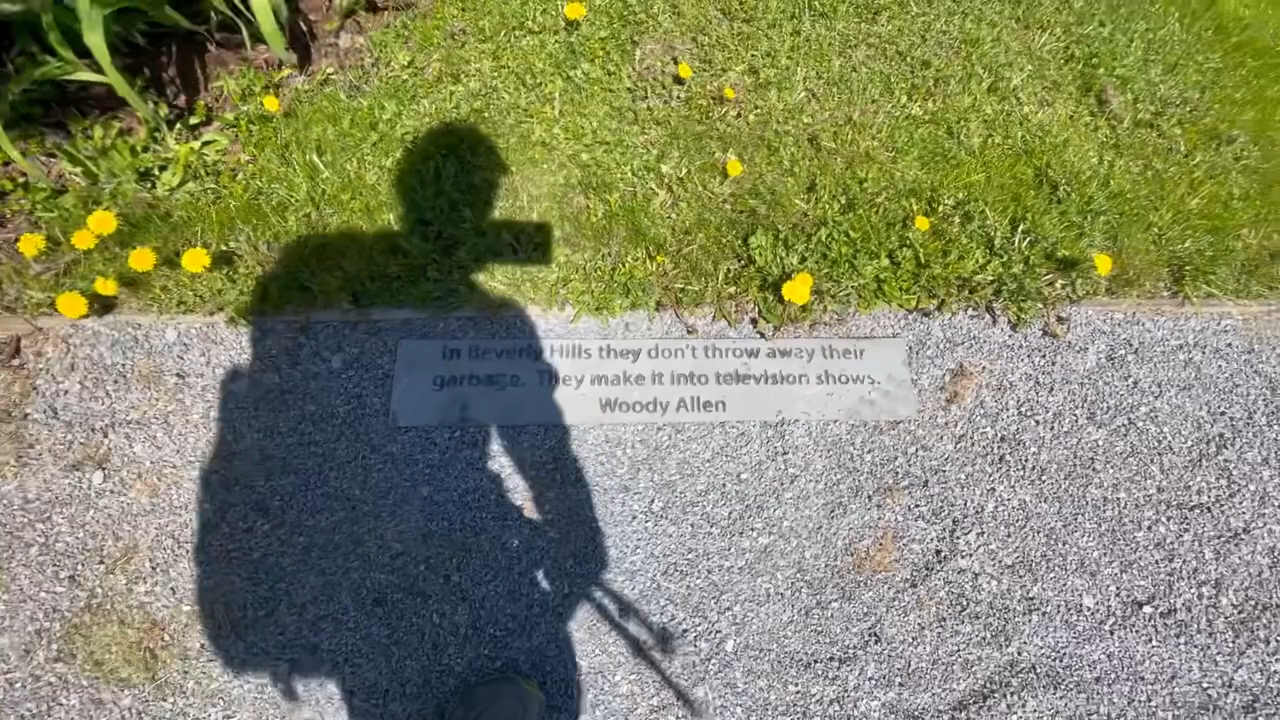 In Beverly Hills they don't throw away their
garbage. They make it into television shows.
Woody Allen